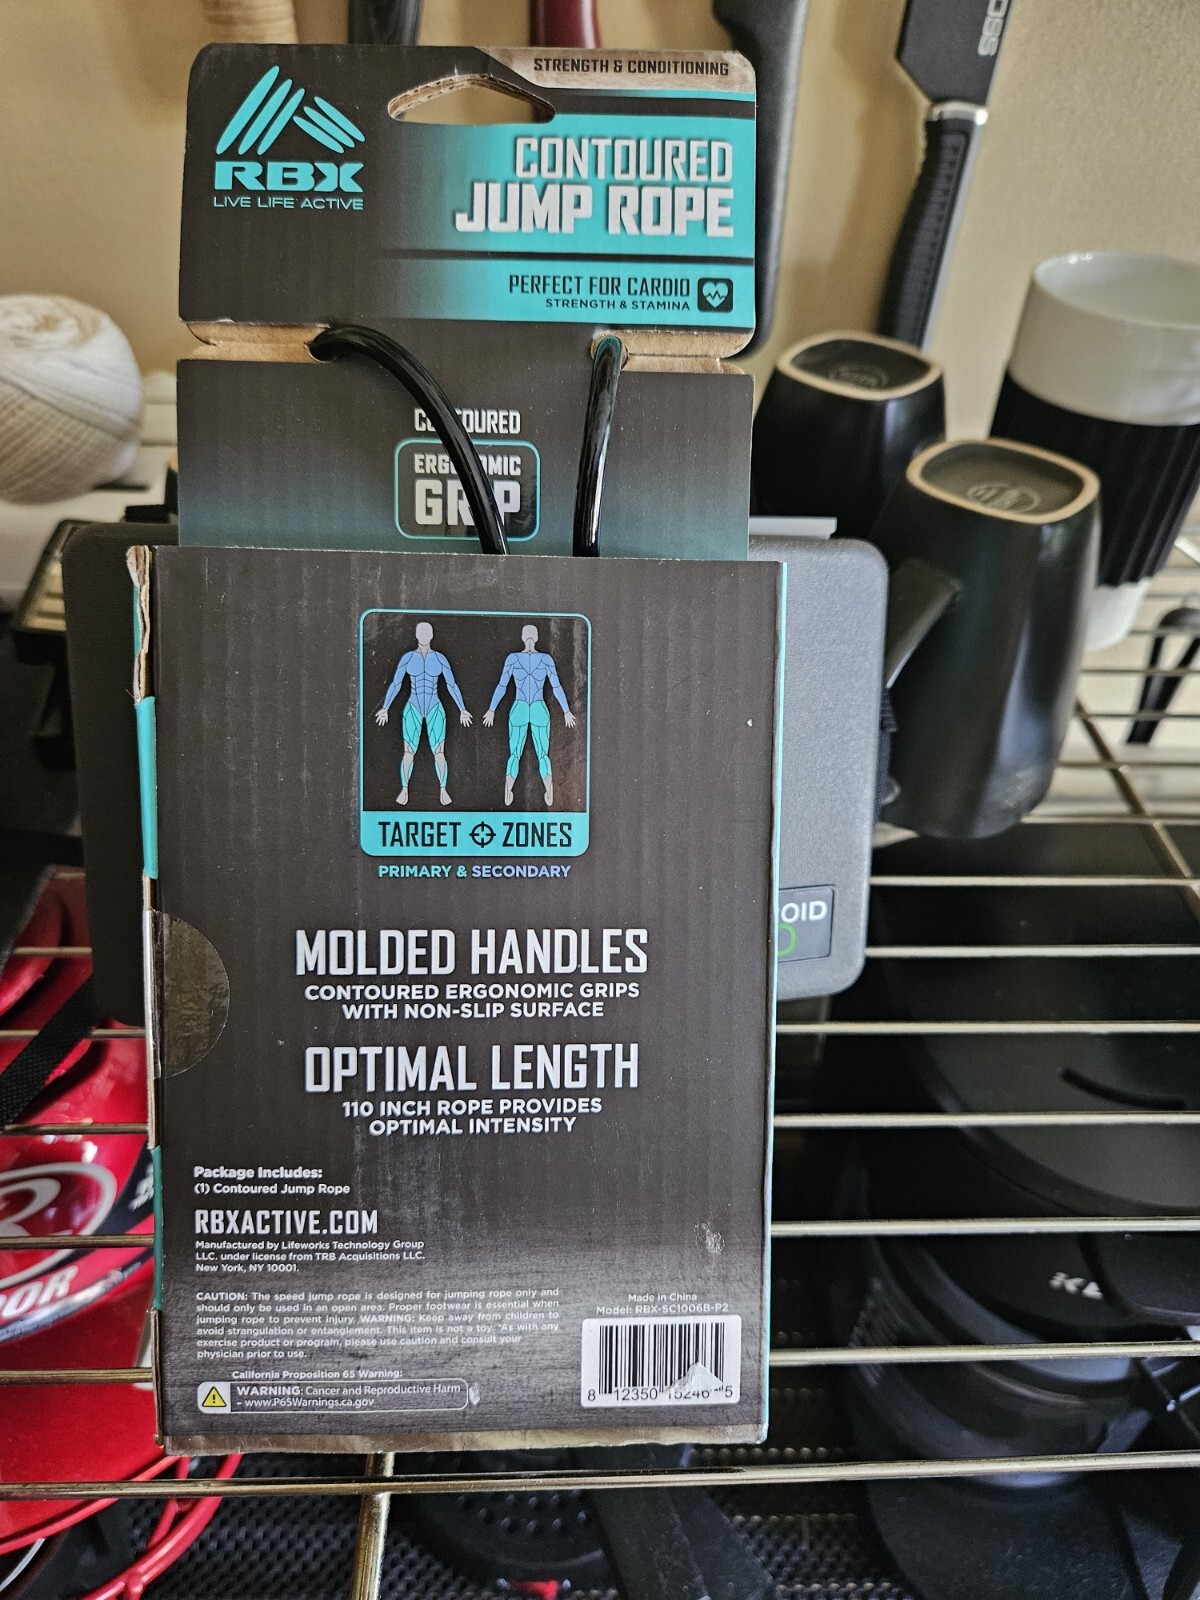 STRENGTH & CONDITIONING
RBX
LIVE LIFE ACTIVE
CONTOURED
JUMP ROPE
PERFECT FOR CARDIO
STRENGTH & STAMINA
TARGET ZONES
PRIMARY & SECONDARY
MOLDED HANDLES
CONTOURED ERGONOMIC GRIPS
WITH NON-SLIP SURFACE
OPTIMAL LENGTH
110 INCH ROPE PROVIDES
OPTIMAL INTENSITY
Package Includes:
(1) Contoured Jump Rope
RBXACTIVE.COM
Manufactured by Lifeworks Technology Group
LLC. under license from TRB Acquisitions LLC.
New York, NY 10001.
CAUTION: The speed jump rope is designed for jumping rope only and
should only be used in an open area. Proper footwear is essential when
jumping rope to prevent injury. WARNING: Keep away from children to
avoid strangulation or entanglement. This item is not a toy. *As with any
exercise product or program, please use caution and consult your
physician prior to use.
California Proposition 65 Warning:
WARNING: Cancer and Reproductive Harm
- www.P65Warnings.ca.gov
Made in China
Model: RBX-SC1006B-P2
8 12350 5
OID